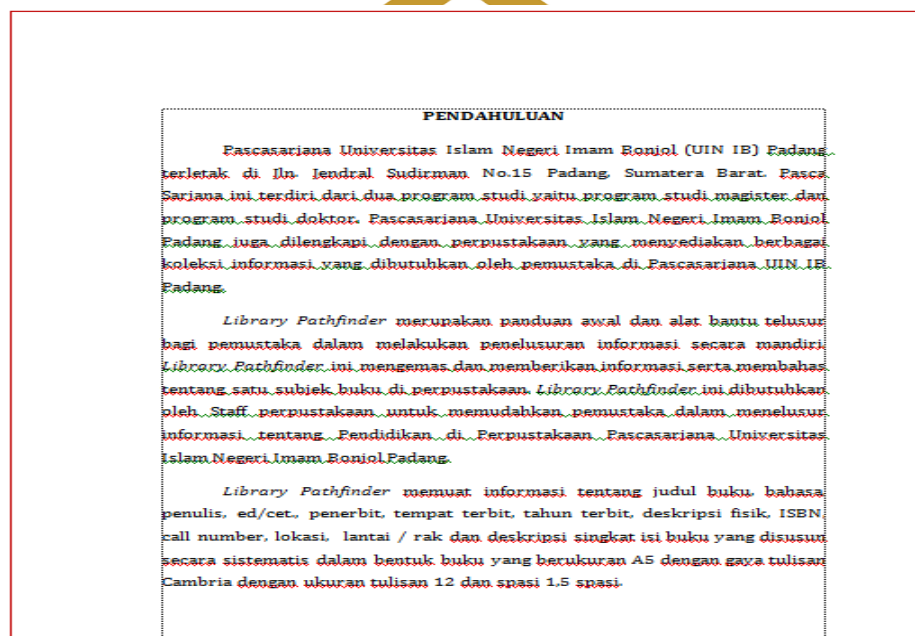 PENDAHULUAN
Pascasarjana Universitas Islam Negeri Imam Bonjol (UIN IB) Padang
terletak di Jln. Jendral Sudirman No.15 Padang, Sumatera Barat. Pasca
Sarjana ini terdiri dari dua program studi yaitu program studi magister dan
program studi doktor. Pascasarjana Universitas Islam Negeri Imam Bonjol
Padang juga dilengkapi dengan perpustakaan yang menyediakan berbagai
koleksi informasi yang dibutuhkan oleh pemustaka di Pascasarjana UIN IB
Padang.
Library Pathfinder merupakan panduan awal dan alat bantu telusur
bagi pemustaka dalam melakukan penelusuran informasi secara mandiri.
Library Pathfinder ini mengemas dan memberikan informasi serta membahas
tentang satu subjek buku di perpustakaan. Library Pathfinder ini dibutuhkan
oleh Staff perpustakaan untuk memudahkan pemustaka dalam menelusur
informasi tentang Pendidikan di Perpustakaan Pascasarjana Universitas
Islam Negeri Imam Bonjol Padang.
Library Pathfinder memuat informasi tentang judul buku, bahasa,
penulis, ed/cet., penerbit, tempat terbit, tahun terbit, deskripsi fisik, ISBN,
call number, lokasi, lantai / rak dan deskripsi singkat isi buku yang disusun
secara sistematis dalam bentuk buku yang berukuran A5 dengan gaya tulisan
Cambria dengan ukuran tulisan 12 dan spasi 1,5 spasi.